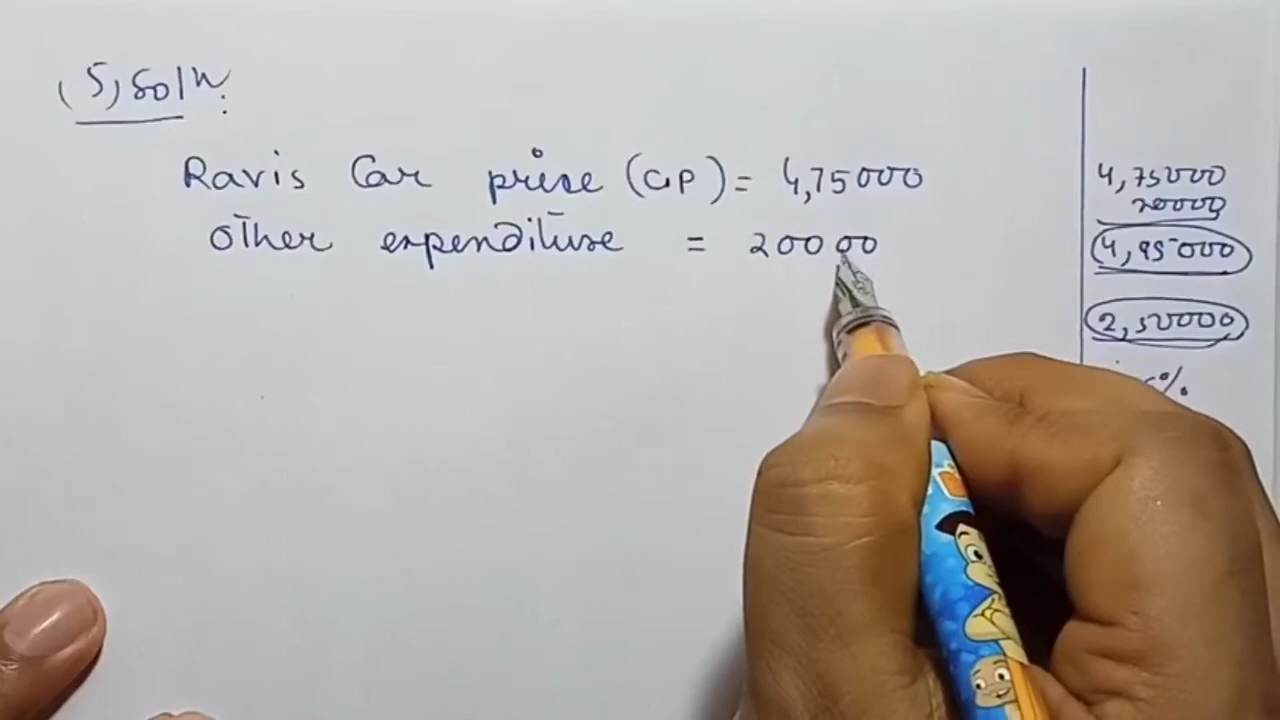 (5) Soln:
Ravis Car prise (CP) = 4,75000
Other expenditure = 20000
4,75000
20000
4,95000
2,50000
%